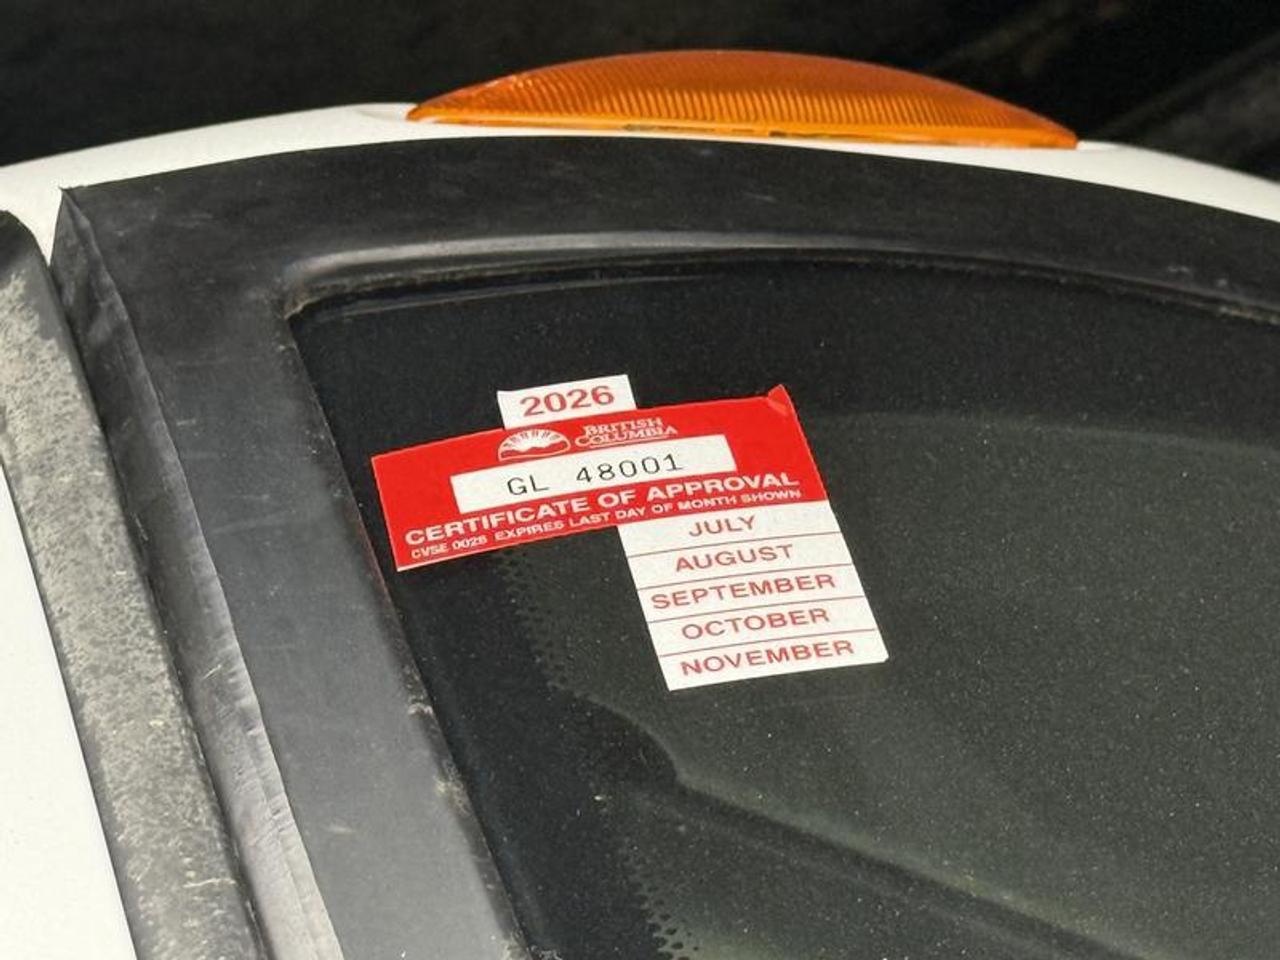 2026
BRITISH
COLUMBIA
GL 48001
CERTIFICATE OF APPROVAL
CVSE 0026 EXPIRES LAST DAY OF MONTH SHOWN
JULY
AUGUST
SEPTEMBER
OCTOBER
NOVEMBER